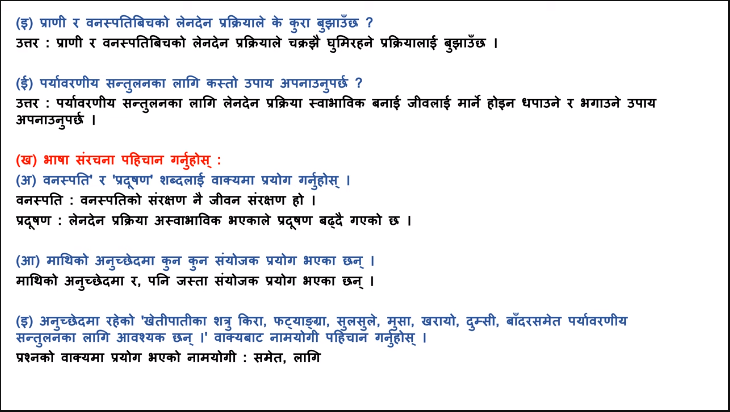 (इ) प्राणी र वनस्पतिबिचको लेनदेन प्रक्रियाले के कुरा बुझाउँछ ?
उत्तर : प्राणी र वनस्पतिबिचको लेनदेन प्रक्रियाले चक्रझै घुमिरहने प्रक्रियालाई बुझाउँछ ।
(ई) पर्यावरणीय सन्तुलनका लागि कस्तो उपाय अपनाउनुपर्छ ?
उत्तर : पर्यावरणीय सन्तुलनका लागि लेनदेन प्रक्रिया स्वाभाविक बनाई जीवलाई मार्ने होइन धपाउने र भगाउने उपाय
अपनाउनुपर्छ ।
(ख) भाषा संरचना पहिचान गर्नुहोस् :
(अ) वनस्पति' र 'प्रदूषण' शब्दलाई वाक्यमा प्रयोग गर्नुहोस् ।
वनस्पति : वनस्पतिको संरक्षण नै जीवन संरक्षण हो ।
प्रदूषण : लेनदेन प्रक्रिया अस्वाभाविक भएकाले प्रदूषण बढ्दै गएको छ ।
(आ) माथिको अनुच्छेदमा कुन कुन संयोजक प्रयोग भएका छन् ।
माथिको अनुच्छेदमा र, पनि जस्ता संयोजक प्रयोग भएका छन् ।
(इ) अनुच्छेदमा रहेको 'खेतीपातीका शत्रु किरा, फट्याङ्ग्रा, सुलसुले, मुसा, खरायो, दुम्सी, बाँदरसमेत पर्यावरणीय
सन्तुलनका लागि आवश्यक छन् ।' वाक्यबाट नामयोगी पहिचान गर्नुहोस् ।
प्रश्नको वाक्यमा प्रयोग भएको नामयोगी : समेत, लागि